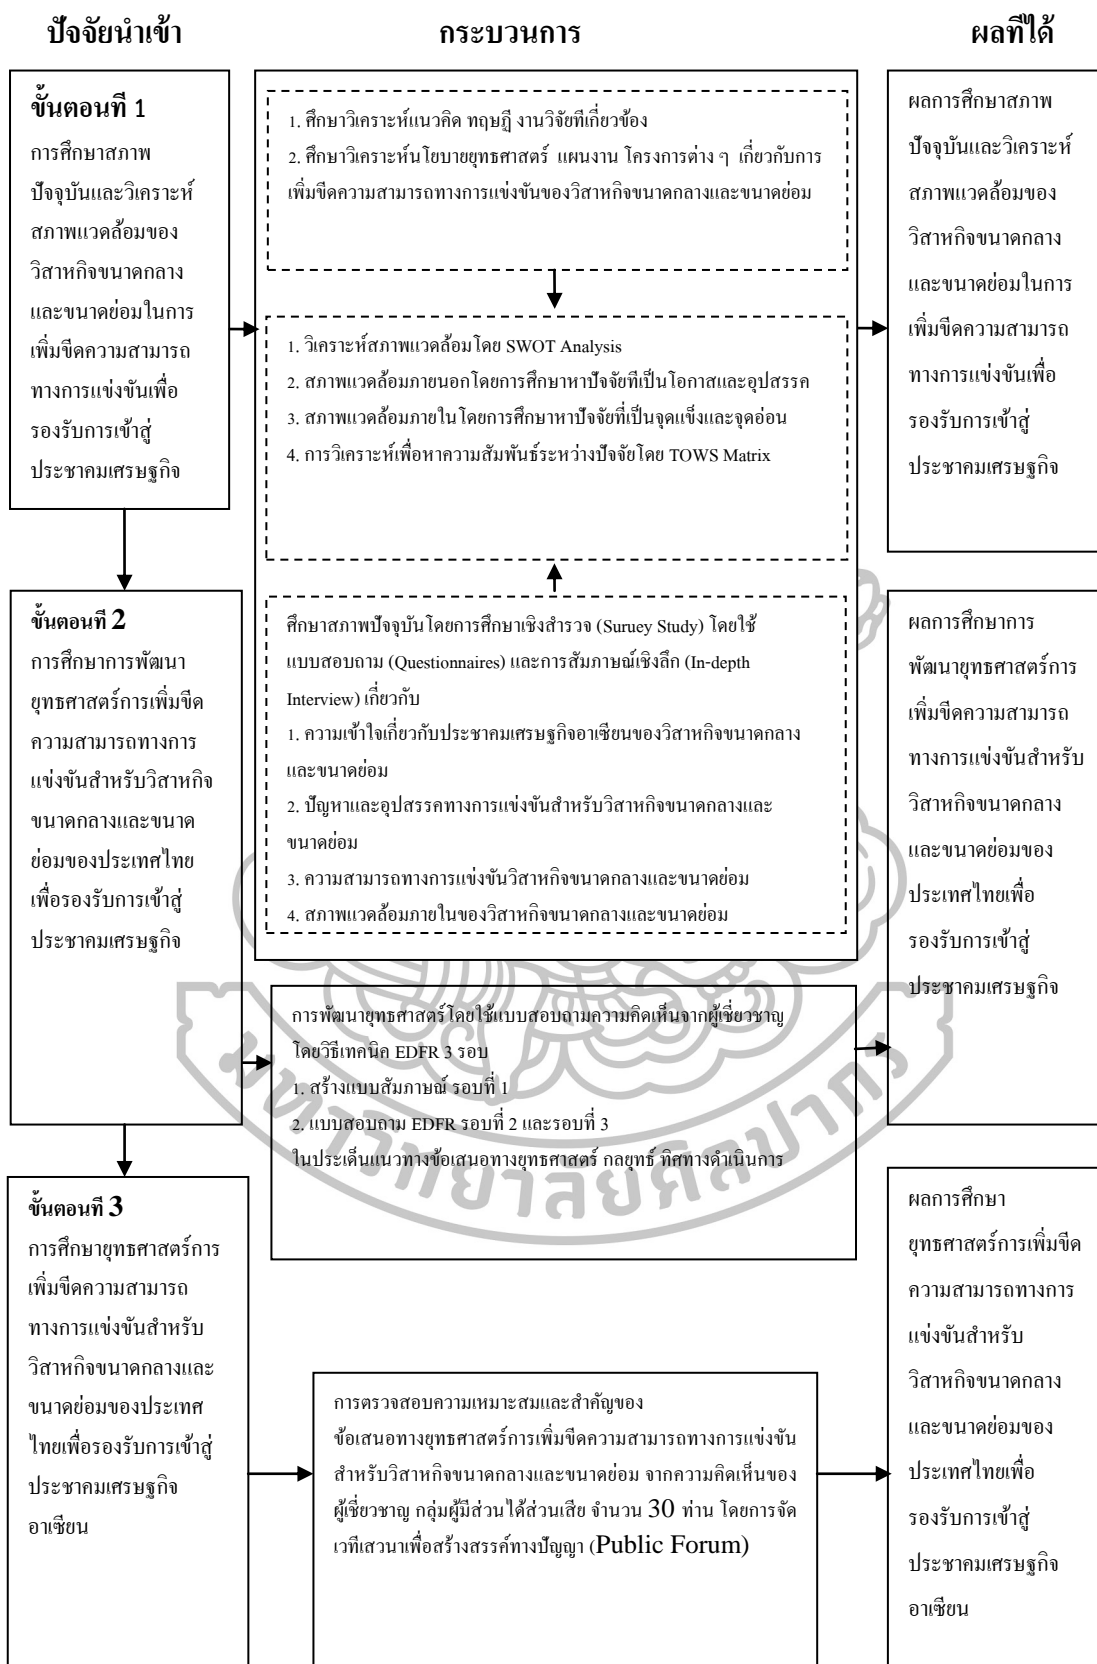 ปัจจัยนำเข้า
กระบวนการ
ผลที่ได้
ขั้นตอนที่ 1
การศึกษาสภาพ
ปัจจุบันและวิเคราะห์
สภาพแวดล้อมของ
วิสาหกิจขนาดกลาง
และขนาดย่อมในการ
เพิ่มขีดความสามารถ
ทางการแข่งขันเพื่อ
รองรับการเข้าสู่
ประชาคมเศรษฐกิจ
1. ศึกษาวิเคราะห์แนวคิด ทฤษฎี งานวิจัยที่เกี่ยวข้อง
2. ศึกษาวิเคราะห์นโยบายยุทธศาสตร์ แผนงาน โครงการต่าง ๆ เกี่ยวกับการ
เพิ่มขีดความสามารถทางการแข่งขันของวิสาหกิจขนาดกลางและขนาดย่อม
1. วิเคราะห์สภาพแวดล้อมโดย SWOT Analysis
2. สภาพแวดล้อมภายนอกโดยการศึกษาหาปัจจัยที่เป็นโอกาสและอุปสรรค
3. สภาพแวดล้อมภายในโดยการศึกษาหาปัจจัยที่เป็นจุดแข็งและจุดอ่อน
4. การวิเคราะห์เพื่อหาความสัมพันธ์ระหว่างปัจจัยโดย TOWS Matrix
ศึกษาสภาพปัจจุบันโดยการศึกษาเชิงสำรวจ (Suruey Study) โดยใช้
แบบสอบถาม (Questionnaires) และการสัมภาษณ์เชิงลึก (In-depth
Interview) เกี่ยวกับ
1. ความเข้าใจเกี่ยวกับประชาคมเศรษฐกิจอาเซียนของวิสาหกิจขนาดกลาง
และขนาดย่อม
2. ปัญหาและอุปสรรคทางการแข่งขันสำหรับวิสาหกิจขนาดกลางและ
ขนาดย่อม
3. ความสามารถทางการแข่งขันวิสาหกิจขนาดกลางและขนาดย่อม
4. สภาพแวดล้อมภายในของวิสาหกิจขนาดกลางและขนาดย่อม
ผลการศึกษาสภาพ
ปัจจุบันและวิเคราะห์
สภาพแวดล้อมของ
วิสาหกิจขนาดกลาง
และขนาดย่อมในการ
เพิ่มขีดความสามารถ
ทางการแข่งขันเพื่อ
รองรับการเข้าสู่
ประชาคมเศรษฐกิจ
ขั้นตอนที่ 2
การศึกษาการพัฒนา
ยุทธศาสตร์การเพิ่มขีด
ความสามารถทางการ
แข่งขันสำหรับวิสาหกิจ
ขนาดกลางและขนาด
ย่อมของประเทศไทย
เพื่อรองรับการเข้าสู่
ประชาคมเศรษฐกิจ
การพัฒนายุทธศาสตร์โดยใช้แบบสอบถามความคิดเห็นจากผู้เชี่ยวชาญ
โดยวิธีเทคนิค EDFR 3 รอบ
1. สร้างแบบสัมภาษณ์ รอบที่ 1
2. แบบสอบถาม EDFR รอบที่ 2 และรอบที่ 3
ในประเด็นแนวทางข้อเสนอทางยุทธศาสตร์ กลยุทธ์ ทิศทางดำเนินการ
ผลการศึกษาการ
พัฒนายุทธศาสตร์การ
เพิ่มขีดความสามารถ
ทางการแข่งขันสำหรับ
วิสาหกิจขนาดกลาง
และขนาดย่อมของ
ประเทศไทยเพื่อ
รองรับการเข้าสู่
ประชาคมเศรษฐกิจ
มหาวิทยาลัยศิลปากร
ขั้นตอนที่ 3
การศึกษายุทธศาสตร์การ
เพิ่มขีดความสามารถ
ทางการแข่งขันสำหรับ
วิสาหกิจขนาดกลางและ
ขนาดย่อมของประเทศ
ไทยเพื่อรองรับการเข้าสู่
ประชาคมเศรษฐกิจ
อาเซียน
การตรวจสอบความเหมาะสมและสำคัญของ
ข้อเสนอทางยุทธศาสตร์การเพิ่มขีดความสามารถทางการแข่งขัน
สำหรับวิสาหกิจขนาดกลางและขนาดย่อม จากความคิดเห็นของ
ผู้เชี่ยวชาญ กลุ่มผู้มีส่วนได้ส่วนเสีย จำนวน 30 ท่าน โดยการจัด
เวทีเสวนาเพื่อสร้างสรรค์ทางปัญญา (Public Forum)
ผลการศึกษา
ยุทธศาสตร์การเพิ่มขีด
ความสามารถทางการ
แข่งขันสำหรับ
วิสาหกิจขนาดกลาง
และขนาดย่อมของ
ประเทศไทยเพื่อ
รองรับการเข้าสู่
ประชาคมเศรษฐกิจ
อาเซียน